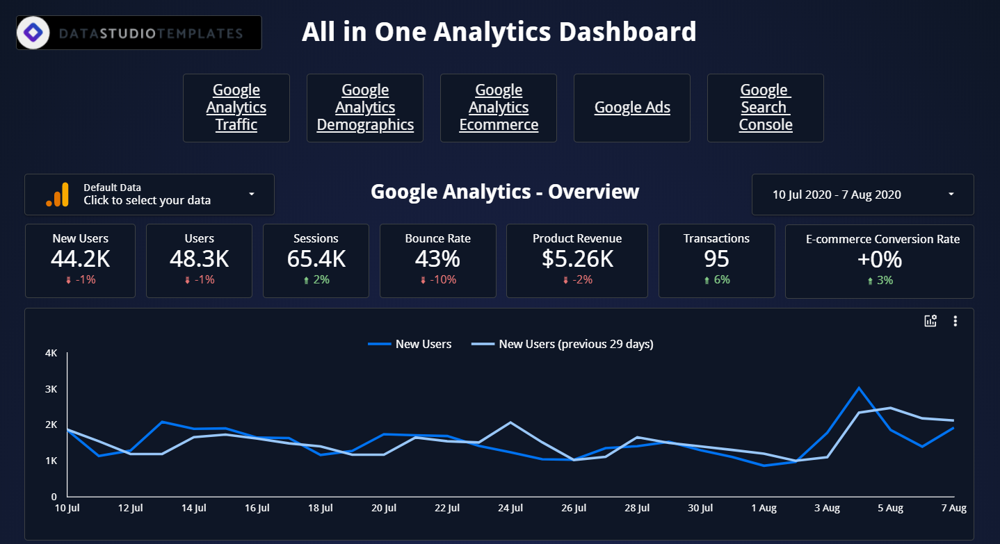 DATASTUDIOTEMPLATES
All in One Analytics Dashboard
Google
Analytics
Traffic
Google
Analytics
Demographics
Google
Analytics
Ecommerce
Google Ads
Google
Search
Console
Default Data
Click to select your data
Google Analytics - Overview
10 Jul 2020 - 7 Aug 2020
New Users
44.2K
-1%
Users
48.3K
-1%
Sessions
65.4K
2%
Bounce Rate
43%
-10%
Product Revenue
$5.26K
-2%
Transactions
95
6%
E-commerce Conversion Rate
+0%
3%
New Users
New Users (previous 29 days)
4K
3K
2K
1K
0
10 Jul
12 Jul
14 Jul
16 Jul
18 Jul
20 Jul
22 Jul
24 Jul
26 Jul
28 Jul
30 Jul
1 Aug
3 Aug
5 Aug
7 Aug